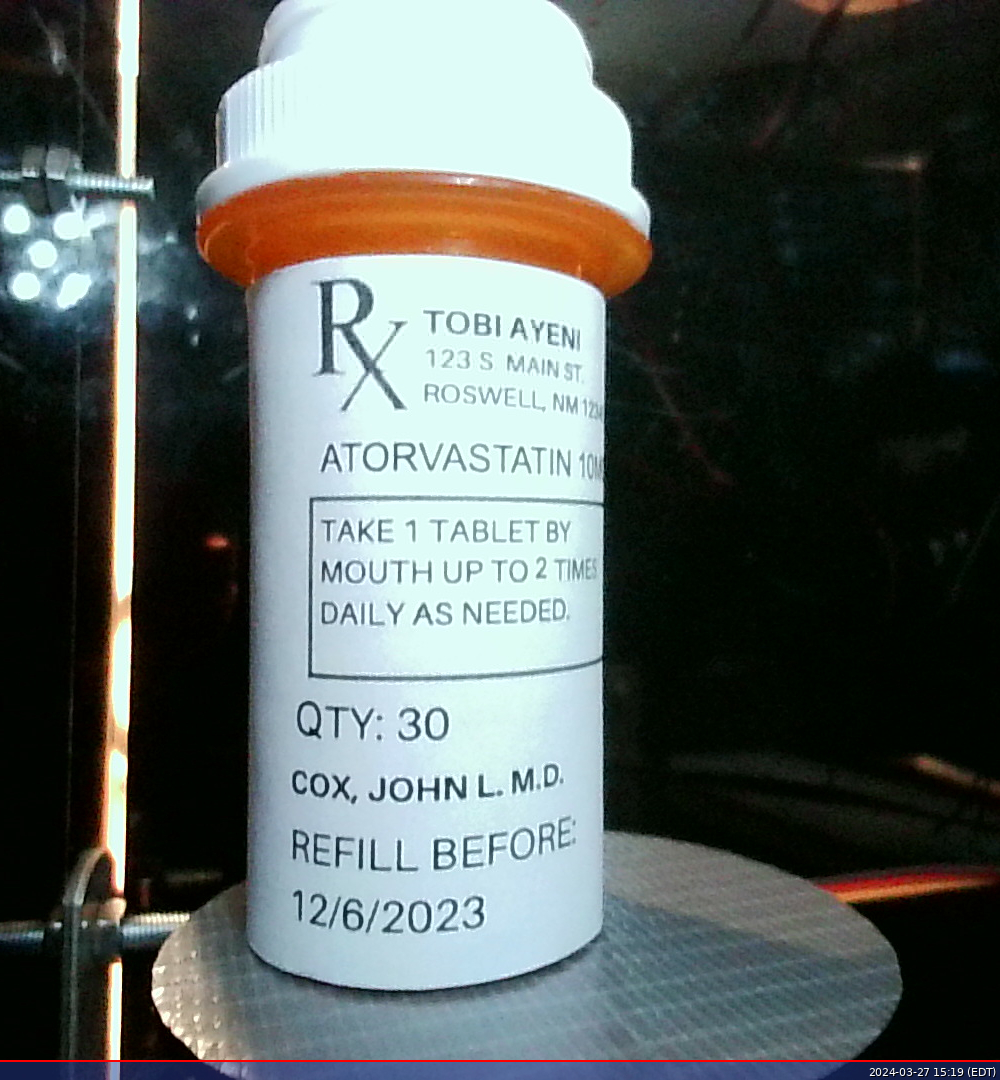 Rx
TOBI AYENI
123 S MAIN ST.
ROSWELL, NM
ATORVASTATIN
TAKE 1 TABLET BY
MOUTH UP TO 2 TIMES
DAILY AS NEEDED.
QTY: 30
COX, JOHN L. M.D.
REFILL BEFORE:
12/6/2023
2024-03-27 15:19 (EDT)